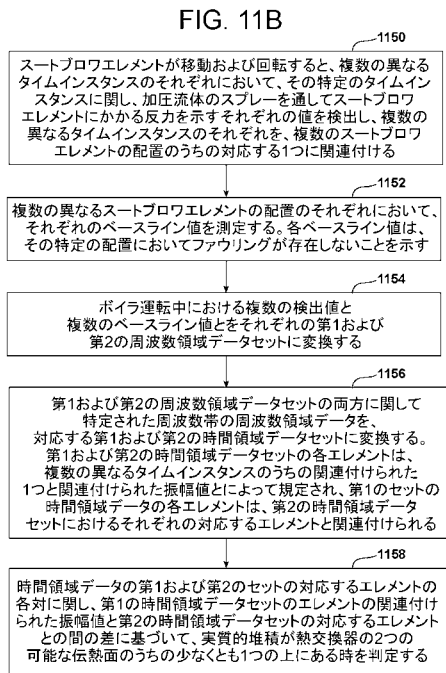 FIG. 11B
1150
スートブロワエレメントが移動および回転すると、複数の異なる
タイムインスタンスのそれぞれにおいて、その特定のタイムイン
スタンスに関し、加圧流体のスプレーを通してスートブロワ
エレメントにかかる反力を示すそれぞれの値を検出し、複数の
異なるタイムインスタンスのそれぞれを、複数のスートブロワ
エレメントの配置のうちの対応する1つに関連付ける
1152
複数の異なるスートブロワエレメントの配置のそれぞれにおいて、
それぞれのベースライン値を測定する。各ベースライン値は、
その特定の配置においてファウリングが存在しないことを示す
1154
ボイラ運転中における複数の検出値と
複数のベースライン値とをそれぞれの第1および
第2の周波数領域データセットに変換する
1156
第1および第2の周波数領域データセットの両方に関して
特定された周波数帯の周波数領域データを、
対応する第1および第2の時間領域データセットに変換する。
第1および第2の時間領域データセットの各エレメントは、
複数の異なるタイムインスタンスのうちの関連付けられた
1つと関連付けられた振幅値とによって規定され、第1のセットの
時間領域データの各エレメントは、第2の時間領域データ
セットにおけるそれぞれの対応するエレメントと関連付けられる
1158
時間領域データの第1および第2のセットの対応するエレメントの
各対に関し、第1の時間領域データセットのエレメントの関連付け
られた振幅値と第2の時間領域データセットの対応するエレメント
との間の差に基づいて、実質的堆積が熱交換器の2つの
可能な伝熱面のうちの少なくとも1つの上にある時を判定する